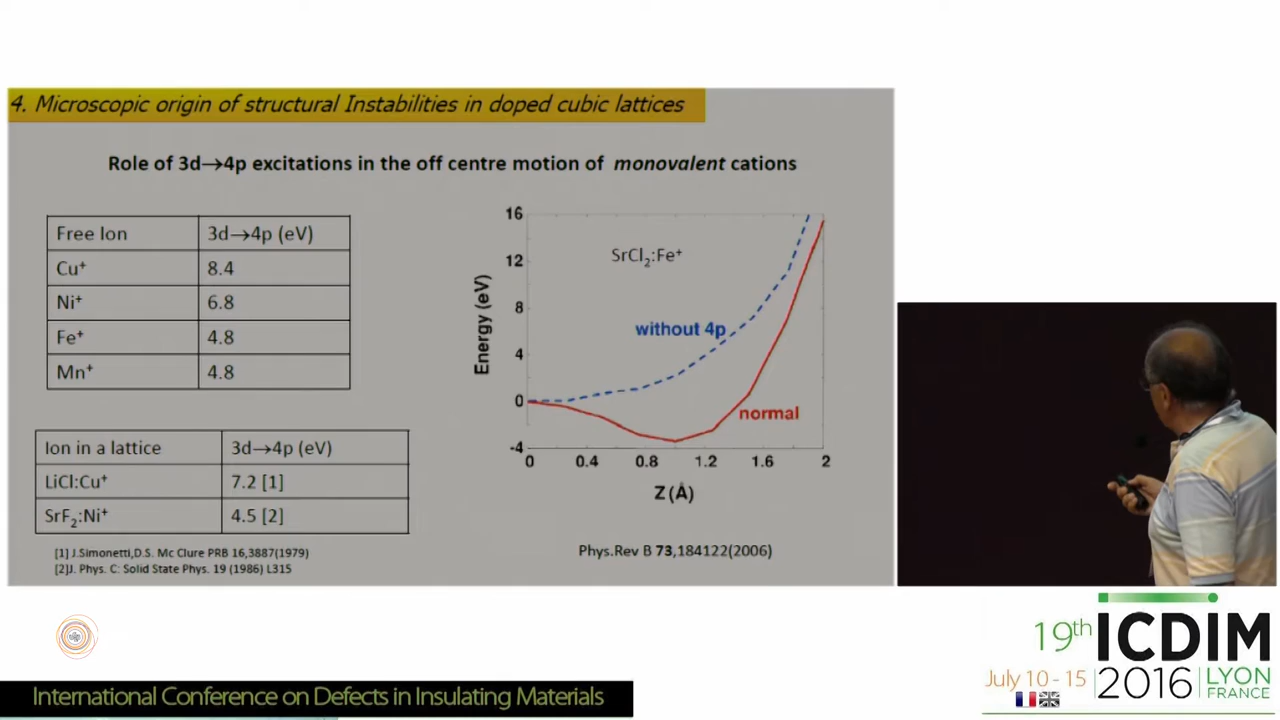 4. Microscopic origin of structural Instabilities in doped cubic lattices
Role of 3d→4p excitations in the off centre motion of monovalent cations
Free Ion 3d→4p (eV)
Cu⁺ 8.4
Ni⁺ 6.8
Fe⁺ 4.8
Mn⁺ 4.8
Ion in a lattice 3d→4p (eV)
LiCl:Cu⁺ 7.2 [1]
SrF₂:Ni⁺ 4.5 [2]
[1] J.Simonetti,D.S. Mc Clure PRB 16,3887(1979)
[2]J. Phys. C: Solid State Phys. 19 (1986) L315
Energy (eV)
16
12
8
4
0
-4
SrCl₂:Fe⁺
without 4p
normal
0 0.4 0.8 1.2 1.6 2
Z (Å)
Phys.Rev B 73,184122(2006)
19th ICDIM
July 10 - 15 2016 LYON
FRANCE
International Conference on Defects in Insulating Materials